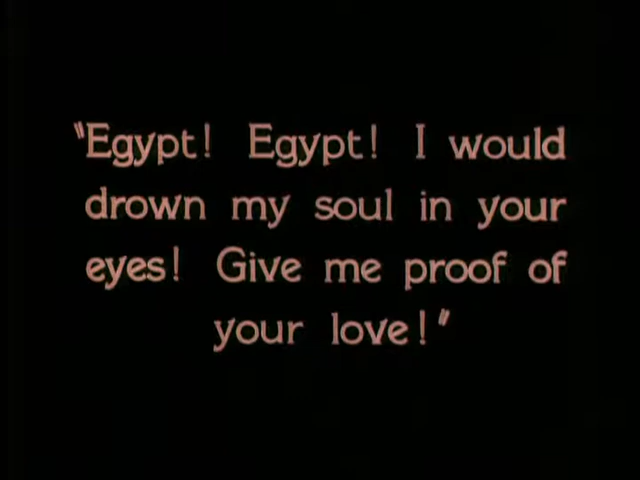 "Egypt! Egypt! I would
drown my soul in your
eyes! Give me proof of
your love!"